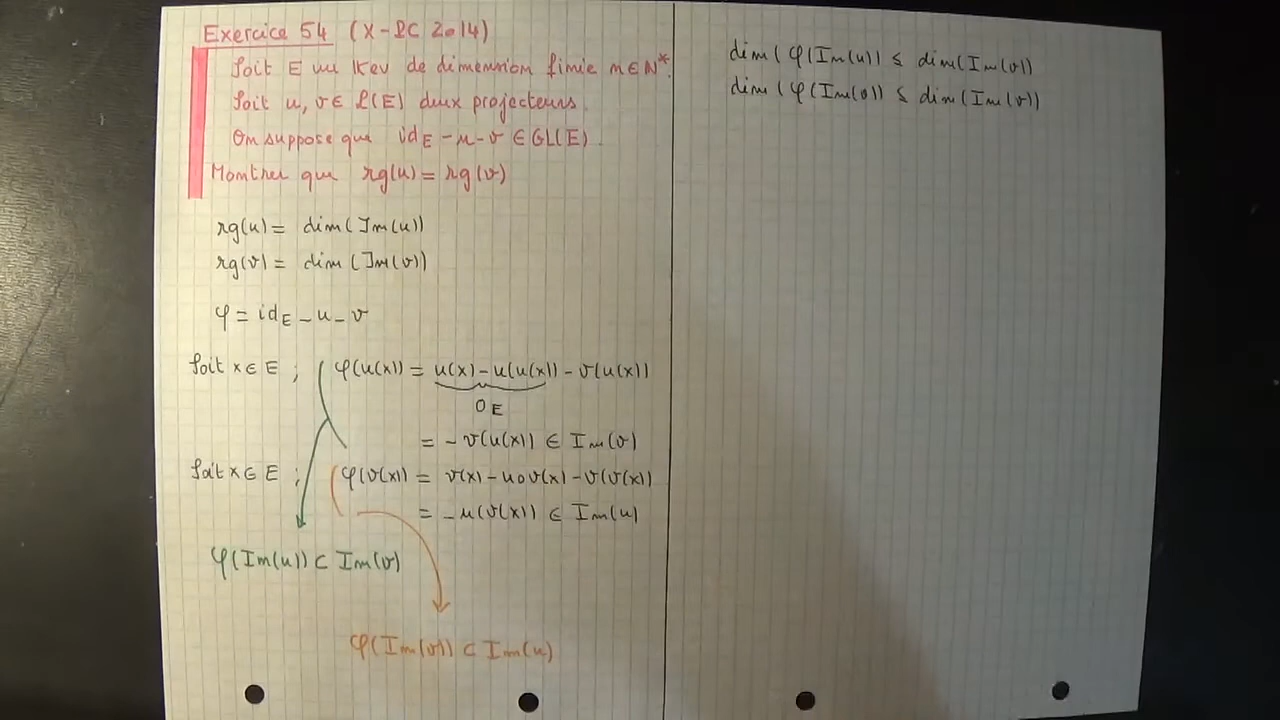 Exercice 54 (X-PC 2014)
Soit E un Kev de dimension finie n∈N*.
Soit u, v∈ L(E) deux projecteurs.
On suppose que id_E - u - v ∈ GL(E).
Montrer que rg(u) = rg(v)
rg(u) = dim(Im(u))
rg(v) = dim(Im(v))
φ = id_E - u - v
Soit x∈E ; φ(u(x)) = u(x) - u(u(x)) - v(u(x))
0_E
= - v(u(x)) ∈ Im(v)
Soit x∈E ; φ(v(x)) = v(x) - uov(x) - v(v(x))
= - u(v(x)) ∈ Im(u)
φ(Im(u)) ⊂ Im(v)
φ(Im(v)) ⊂ Im(u)
dim(φ(Im(u)) ≤ dim(Im(v))
dim(φ(Im(v)) ≤ dim(Im(v))